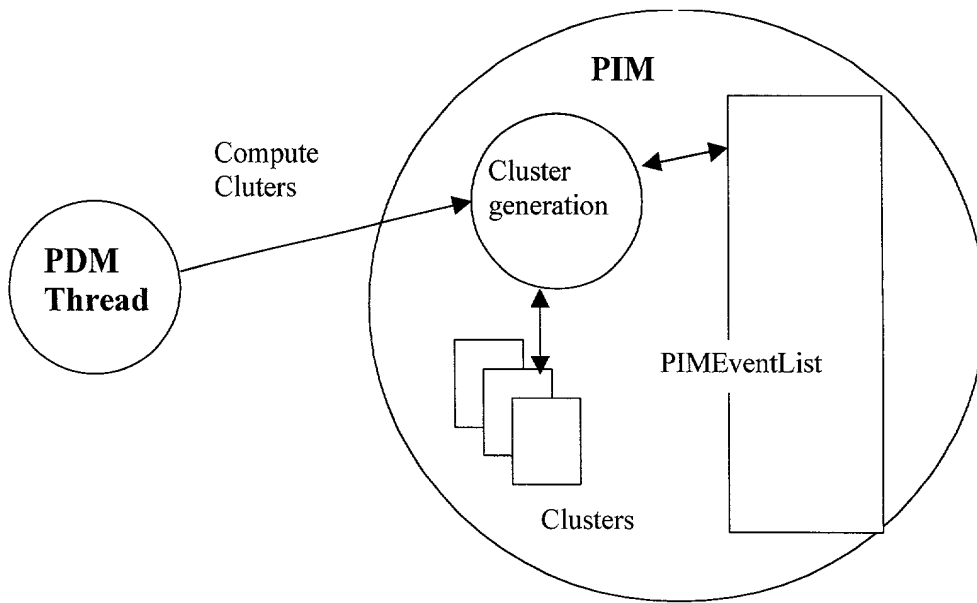 PIM
Compute
Cluters
Cluster
generation
PDM
Thread
PIMEventList
Clusters